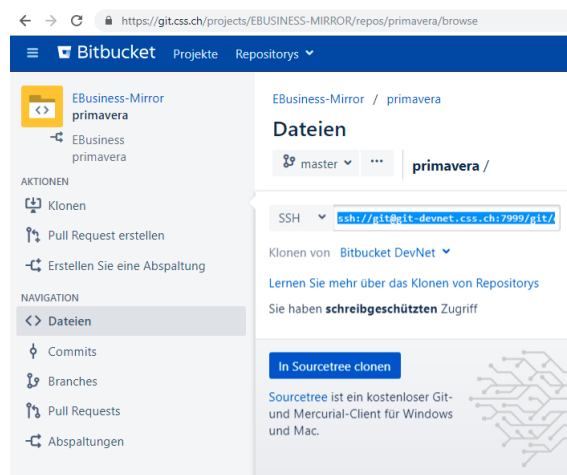 https://git.css.ch/projects/EBUSINESS-MIRROR/repos/primavera/browse
Bitbucket Projekte Repositorys
EBusiness-Mirror
primavera
EBusiness
primavera
AKTIONEN
Klonen
Pull Request erstellen
Erstellen Sie eine Abspaltung
NAVIGATION
Dateien
Commits
Branches
Pull Requests
Abspaltungen
EBusiness-Mirror / primavera
Dateien
master
primavera /
SSH ssh://git@git-devnet.css.ch:7999/git/
Klonen von Bitbucket DevNet
Lernen Sie mehr über das Klonen von Repositorys
Sie haben schreibgeschützten Zugriff
In Sourcetree clonen
Sourcetree ist ein kostenloser Git-
und Mercurial-Client für Windows
und Mac.